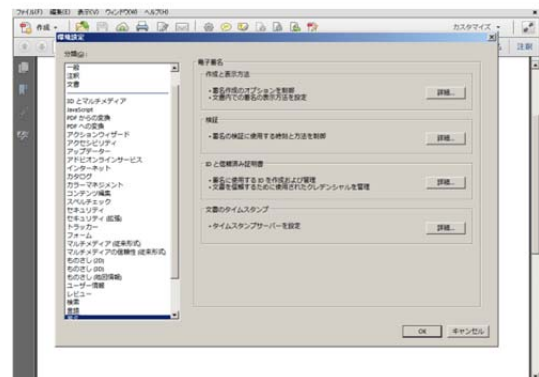 ファイル(F) 編集(E) 表示(V) ウィンドウ(W) ヘルプ(H)
作成
カスタマイズ
注釈
環境設定
分類(G):
一般
注釈
文書
3D とマルチメディア
JavaScript
PDF からの変換
PDF への変換
アクションウィザード
アクセシビリティ
アップデーター
アドビオンラインサービス
インターネット
カタログ
カラーマネジメント
コンテンツ編集
スペルチェック
セキュリティ
セキュリティ (拡張)
トラッカー
フォーム
マルチメディア (従来形式)
マルチメディアの信頼性 (従来形式)
ものさし (2D)
ものさし (3D)
ものさし (地図情報)
ユーザー情報
レビュー
検索
言語
電子署名
作成と表示方法
・署名作成のオプションを制御
・文書内での署名の表示方法を設定
詳細...
検証
・署名の検証に使用する時刻と方法を制御
詳細...
ID と信頼済み証明書
・署名に使用する ID を作成および管理
・文書を信頼するために使用されたクレデンシャルを管理
詳細...
文書のタイムスタンプ
・タイムスタンプサーバーを設定
詳細...
OK
キャンセル